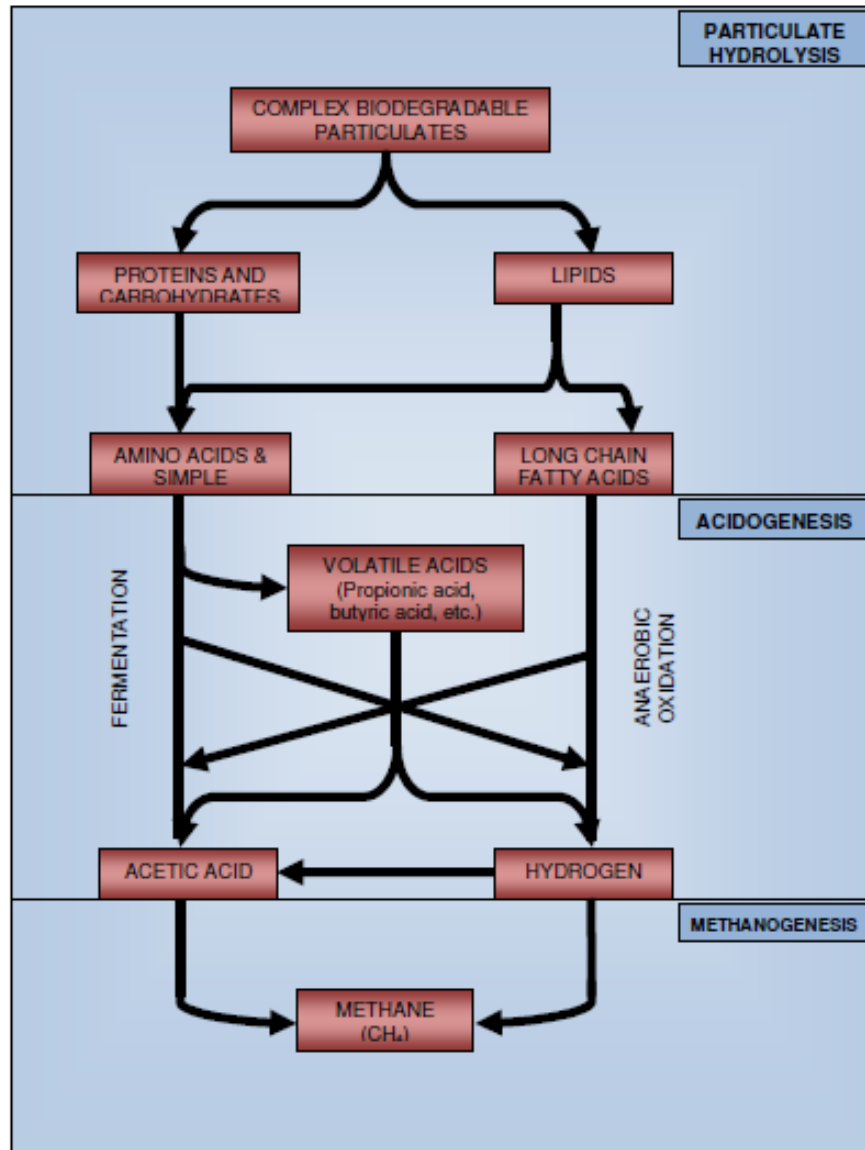 PARTICULATE
HYDROLYSIS
COMPLEX BIODEGRADABLE
PARTICULATES
PROTEINS AND
CARBOHYDRATES
LIPIDS
AMINO ACIDS &
SIMPLE
LONG CHAIN
FATTY ACIDS
ACIDOGENESIS
VOLATILE ACIDS
(Propionic acid,
butyric acid, etc.)
FERMENTATION
ANAEROBIC
OXIDATION
ACETIC ACID
HYDROGEN
METHANOGENESIS
METHANE
(CH₄)